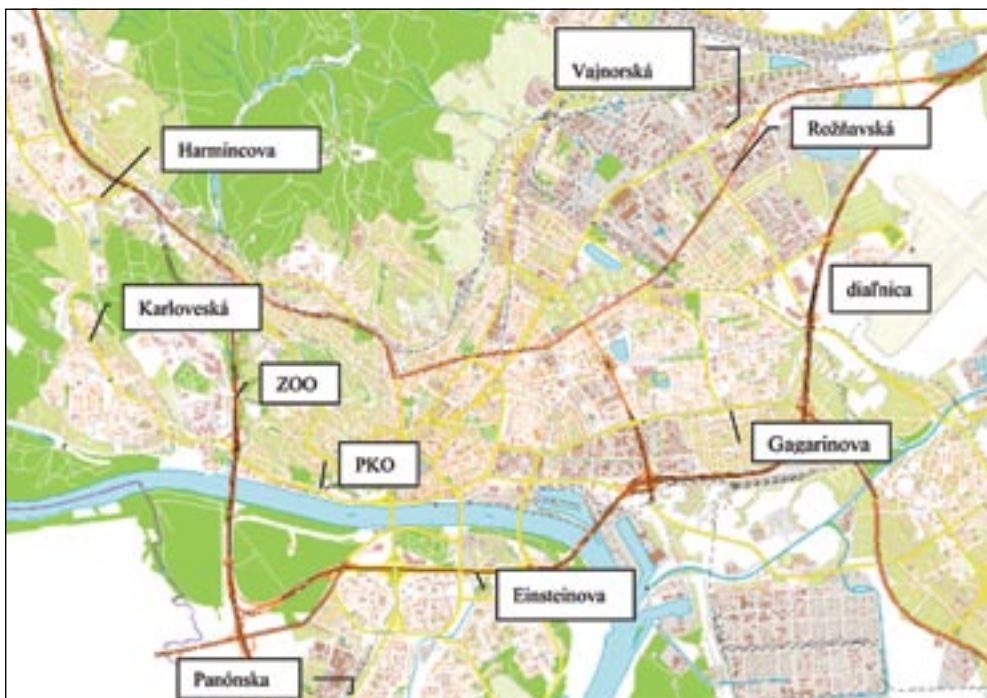 Vajnorská
Rožňavská
Harmincova
diaľnica
Karloveská
ZOO
Gagarinova
PKO
Einsteinova
Panónska